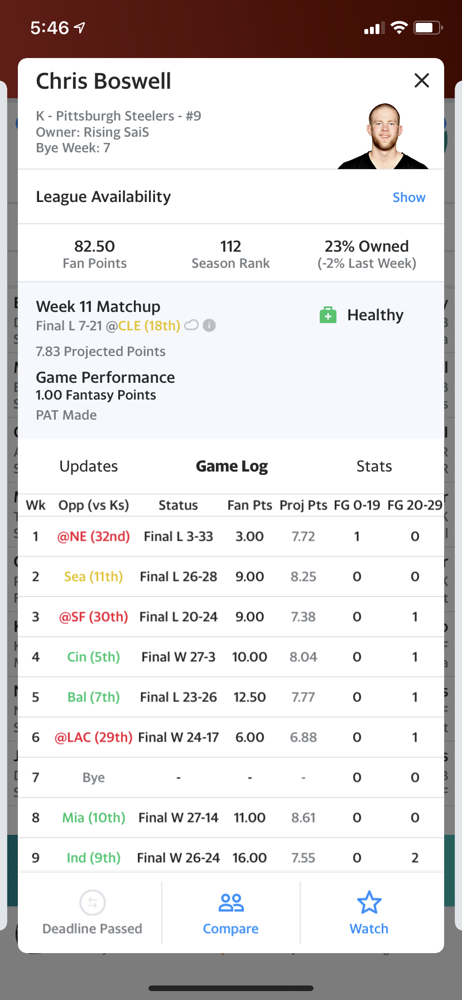 5:46
Chris Boswell
K - Pittsburgh Steelers - #9
Owner: Rising SaiS
Bye Week: 7
League Availability Show
82.50 112 23% Owned
Fan Points Season Rank (-2% Last Week)
Week 11 Matchup
Healthy
Final L 7-21 @CLE (18th)
7.83 Projected Points
Game Performance
1.00 Fantasy Points
PAT Made
Updates Game Log Stats
Wk Opp (vs Ks) Status Fan Pts Proj Pts FG 0-19 FG 20-29
1 @NE (32nd) Final L 3-33 3.00 7.72 1 0
2 Sea (11th) Final L 26-28 9.00 8.25 0 0
3 @SF (30th) Final L 20-24 9.00 7.38 0 1
4 Cin (5th) Final W 27-3 10.00 8.04 0 1
5 Bal (7th) Final L 23-26 12.50 7.77 0 1
6 @LAC (29th) Final W 24-17 6.00 6.88 0 1
7 Bye - - - 0 0
8 Mia (10th) Final W 27-14 11.00 8.61 0 0
9 Ind (9th) Final W 26-24 16.00 7.55 0 2
Deadline Passed Compare Watch